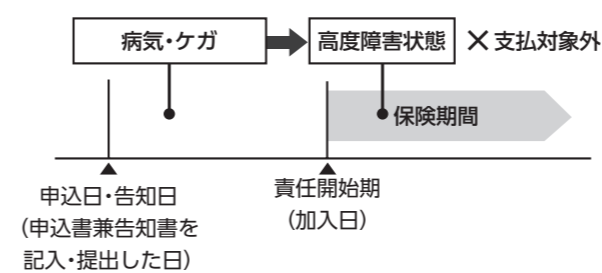 病気・ケガ
高度障害状態
×支払対象外
保険期間
申込日・告知日
(申込書兼告知書を
記入・提出した日)
責任開始期
(加入日)